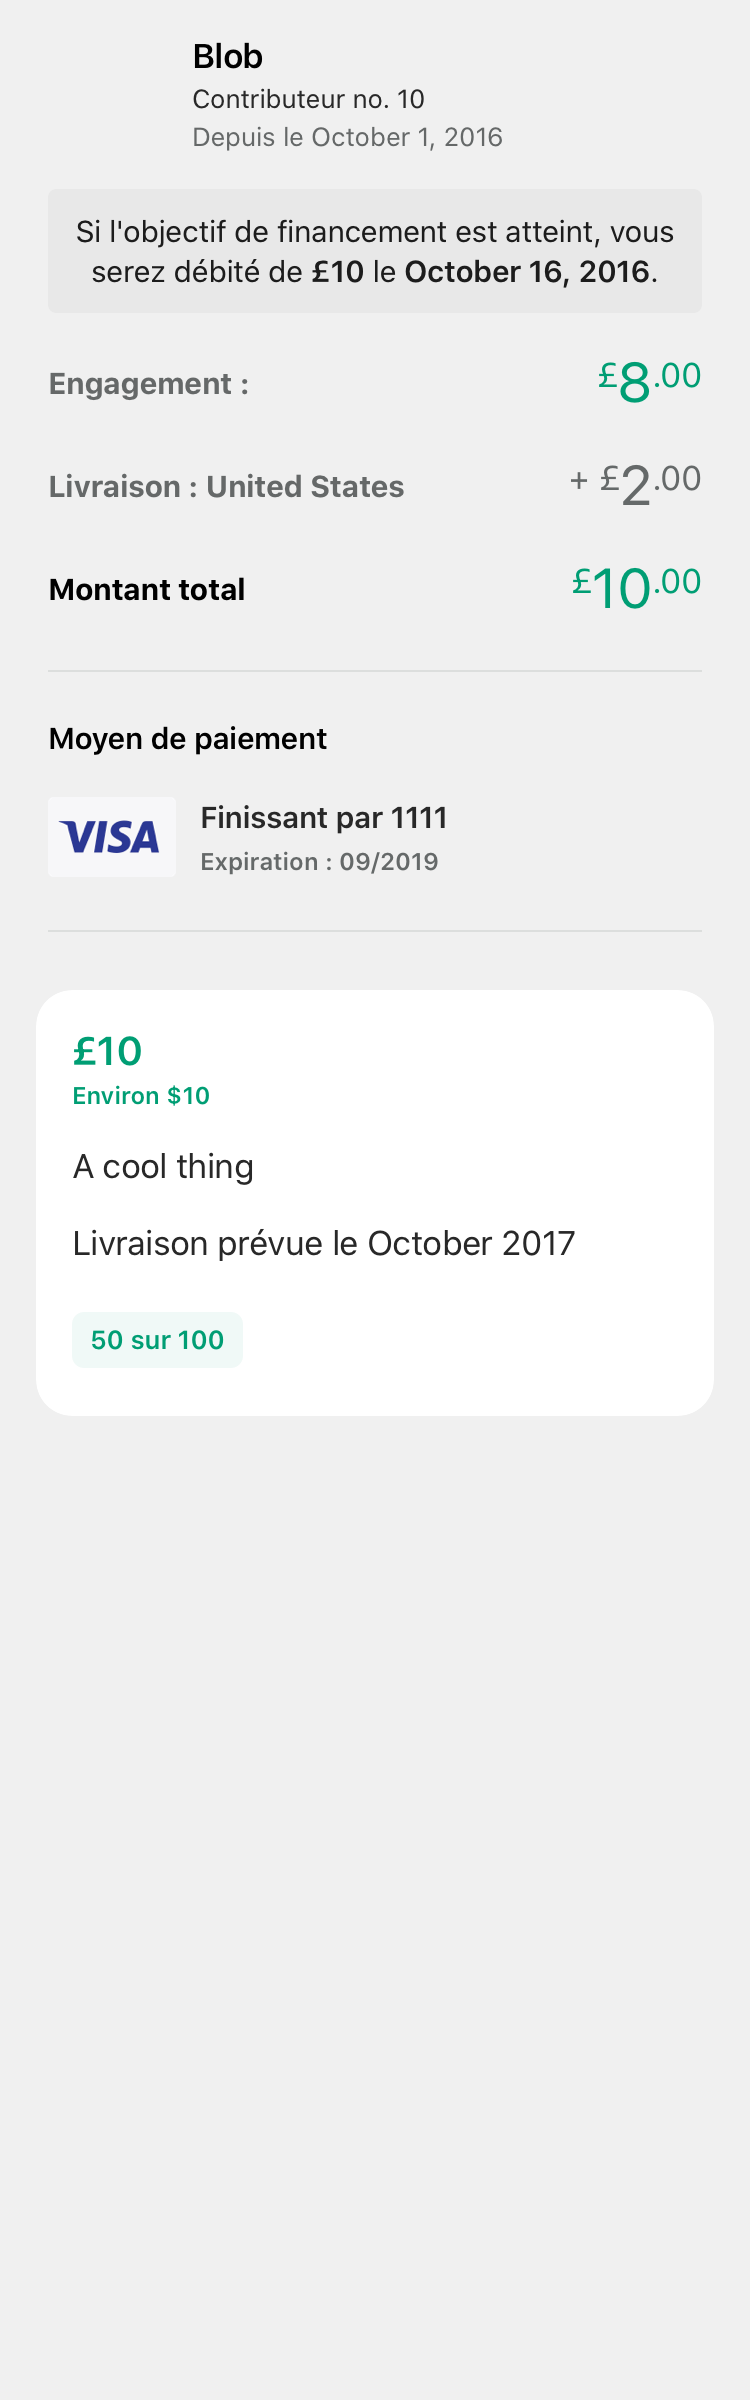 Blob
Contributeur no. 10
Depuis le October 1, 2016
Si l'objectif de financement est atteint, vous
serez débité de £10 le October 16, 2016.
Engagement : £8.00
Livraison : United States + £2.00
Montant total £10.00
Moyen de paiement
VISA
Finissant par 1111
Expiration : 09/2019
£10
Environ $10
A cool thing
Livraison prévue le October 2017
50 sur 100